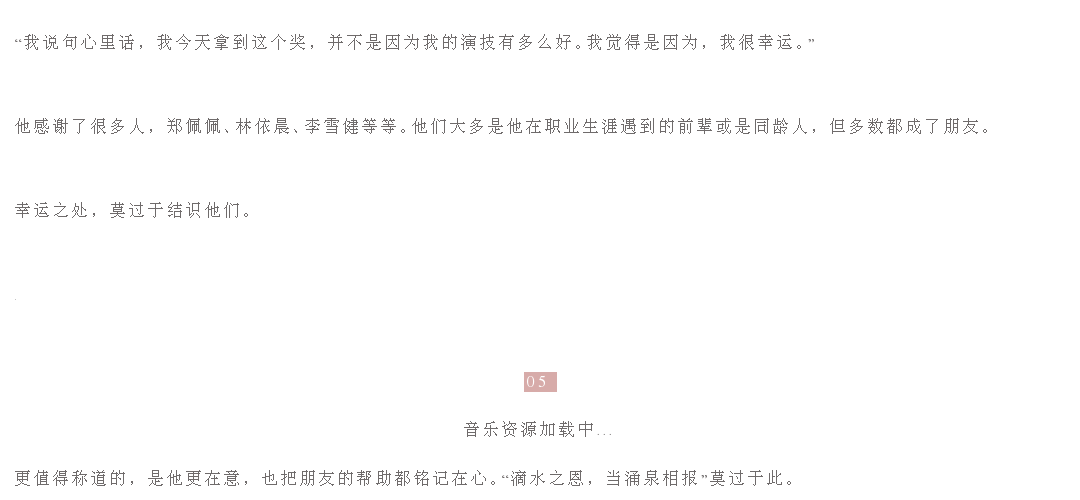 “我说句心里话，我今天拿到这个奖，并不是因为我的演技有多么好。我觉得是因为，我很幸运。”
他感谢了很多人，郑佩佩、林依晨、李雪健等等。他们大多是他在职业生涯遇到的前辈或是同龄人，但多数都成了朋友。
幸运之处，莫过于结识他们。
05
音乐资源加载中...
更值得称道的，是他更在意，也把朋友的帮助都铭记在心。“滴水之恩，当涌泉相报”莫过于此。